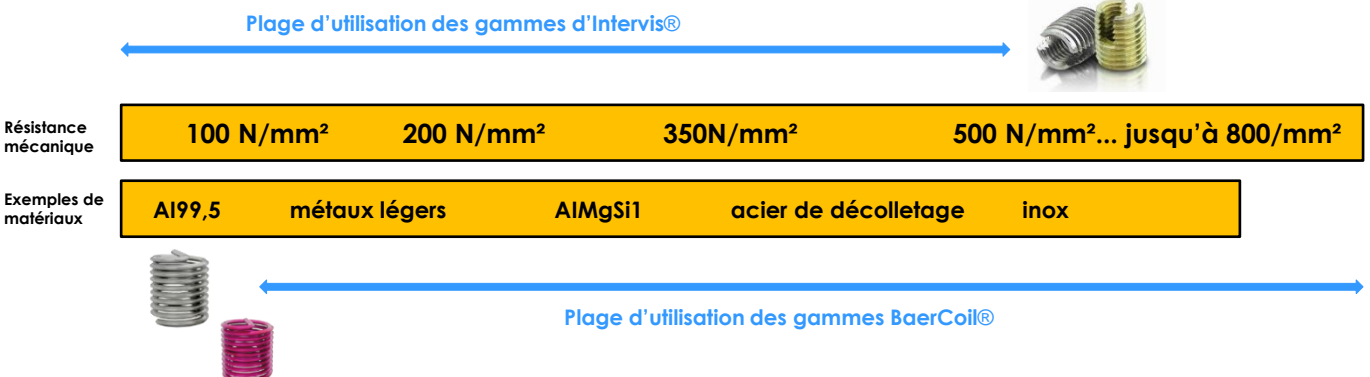 Plage d’utilisation des gammes d’Intervis®
Résistance
mécanique
100 N/mm² 200 N/mm² 350N/mm² 500 N/mm²... jusqu’à 800/mm²
Exemples de
matériaux
Al99,5 métaux légers AlMgSi1 acier de décolletage inox
Plage d’utilisation des gammes BaerCoil®